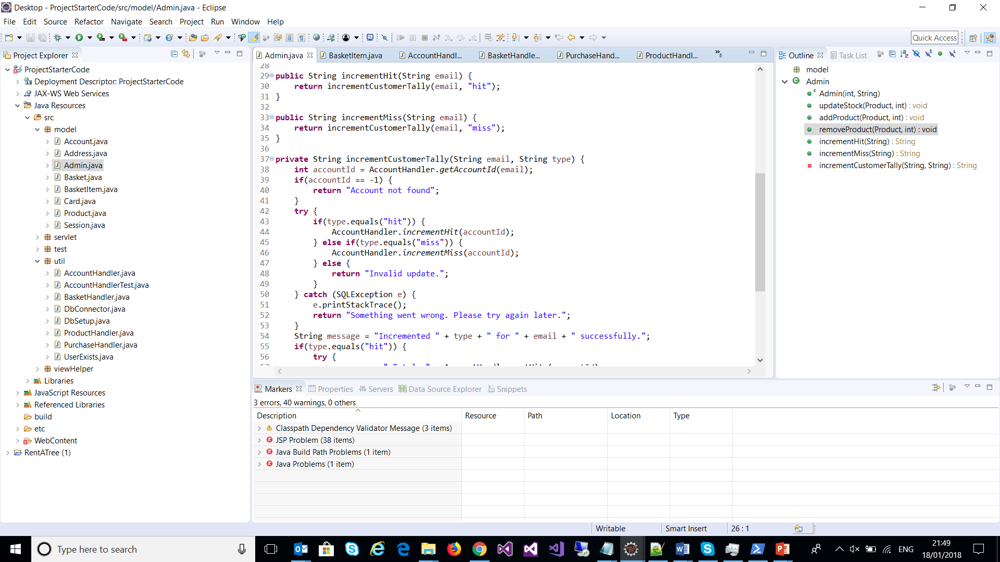 Desktop - ProjectStarterCode/src/model/Admin.java - Eclipse
File Edit Source Refactor Navigate Search Project Run Window Help
Quick Access
Project Explorer
ProjectStarterCode
Deployment Descriptor: ProjectStarterCode
JAX-WS Web Services
Java Resources
src
model
Account.java
Address.java
Admin.java
Basket.java
BasketItem.java
Card.java
Product.java
Session.java
servlet
test
util
AccountHandler.java
AccountHandlerTest.java
BasketHandler.java
DbConnector.java
DbSetup.java
ProductHandler.java
PurchaseHandler.java
UserExists.java
viewHelper
Libraries
JavaScript Resources
Referenced Libraries
build
etc
WebContent
RentATree (1)
Admin.java BasketItem.java AccountHandl... BasketHandle... PurchaseHand... ProductHandl... »6
28
29 public String incrementHit(String email) {
30 return incrementCustomerTally(email, "hit");
31 }
32
33 public String incrementMiss(String email) {
34 return incrementCustomerTally(email, "miss");
35 }
36
37 private String incrementCustomerTally(String email, String type) {
38 int accountId = AccountHandler.getAccountId(email);
39 if(accountId == -1) {
40 return "Account not found";
41 }
42 try {
43 if(type.equals("hit")) {
44 AccountHandler.incrementHit(accountId);
45 } else if(type.equals("miss")) {
46 AccountHandler.incrementMiss(accountId);
47 } else {
48 return "Invalid update.";
49 }
50 } catch (SQLException e) {
51 e.printStackTrace();
52 return "Something went wrong. Please try again later.";
53 }
54 String message = "Incremented " + type + " for " + email + " successfully.";
55 if(type.equals("hit")) {
56 try {
Outline Task List
model
Admin
Admin(int, String)
updateStock(Product, int) : void
addProduct(Product, int) : void
removeProduct(Product, int) : void
incrementHit(String) : String
incrementMiss(String) : String
incrementCustomerTally(String, String) : String
Markers Properties Servers Data Source Explorer Snippets
3 errors, 40 warnings, 0 others
Description Resource Path Location Type
Classpath Dependency Validator Message (3 items)
JSP Problem (38 items)
Java Build Path Problems (1 item)
Java Problems (1 item)
Writable Smart Insert 26 : 1
Type here to search
ENG
21:49
18/01/2018